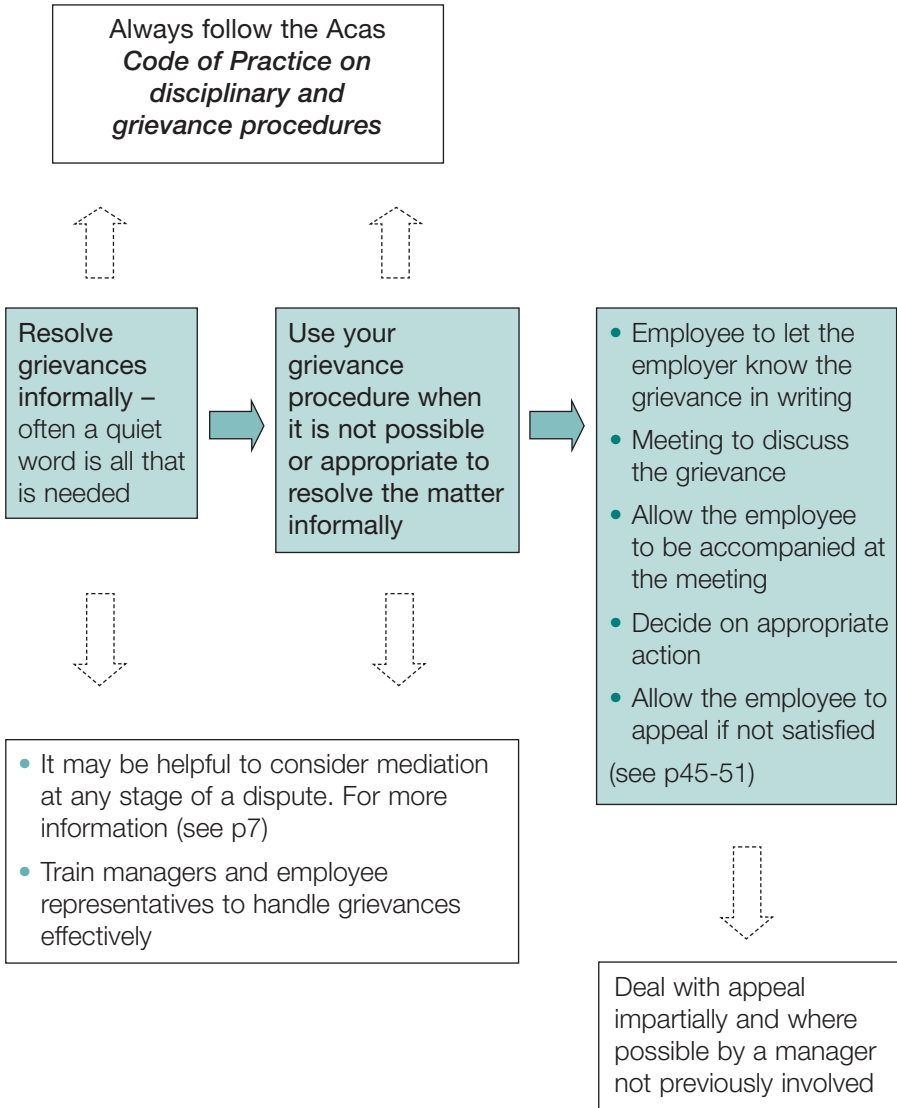 Always follow the Acas
Code of Practice on
disciplinary and
grievance procedures
Resolve
grievances
informally –
often a quiet
word is all that
is needed
Use your
grievance
procedure when
it is not possible
or appropriate to
resolve the matter
informally
• Employee to let the
employer know the
grievance in writing
• Meeting to discuss
the grievance
• Allow the employee
to be accompanied at
the meeting
• Decide on appropriate
action
• Allow the employee to
appeal if not satisfied
(see p45-51)
• It may be helpful to consider mediation
at any stage of a dispute. For more
information (see p7)
• Train managers and employee
representatives to handle grievances
effectively
Deal with appeal
impartially and where
possible by a manager
not previously involved